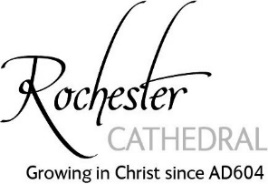 Rochester
CATHEDRAL
Growing in Christ since AD604